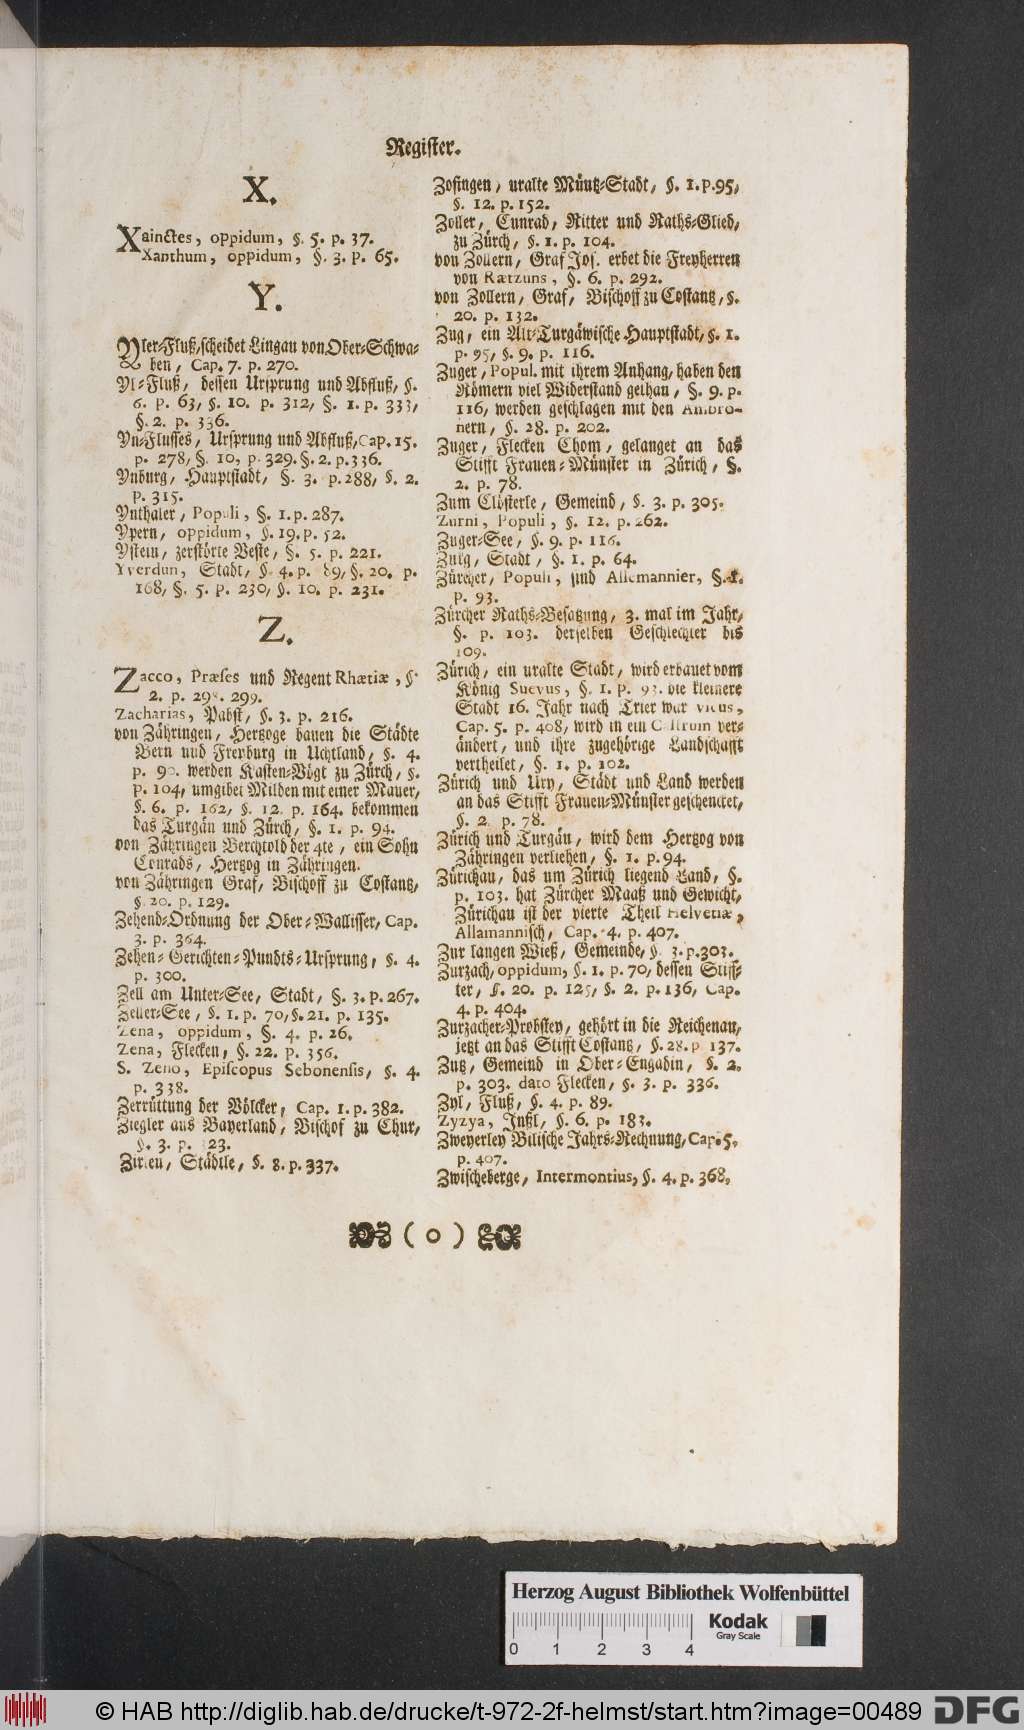 Register.
X.
Xainctes, oppidum, §. 5. p. 37.
Xanthum, oppidum, §. 3. p. 65.
Y.
Yler-Fluß, scheidet Lingau von Ober-Schwa-
ben, Cap. 7. p. 270.
Yl-Fluß, dessen Ursprung und Abfluß, §.
6. p. 63, §. 10. p. 312, §. 1. p. 333,
§. 2. p. 336.
Yn-Flusses, Ursprung und Abfluß, Cap. 15.
p. 278, §. 10, p. 329. §. 2. p. 336.
Ynburg, Hauptstadt, §. 3. p. 288, §. 2.
p. 315.
Ynthaler, Populi, §. 1. p. 287.
Ypern, oppidum, §. 19. p. 52.
Ystein, zerstörte Veste, §. 5. p. 221.
Yverdun, Stadt, §. 4. p. 89, §. 20. p.
168, §. 5. p. 230, §. 10. p. 231.
Z.
Zacco, Præses und Regent Rhætiæ, §.
2. p. 298. 299.
Zacharias, Pabst, §. 3. p. 216.
von Zähringen, Hertzoge bauen die Städte
Bern und Freyburg in Uchtland, §. 4.
p. 90. werden Kasten-Vögt zu Zürch, §.
p. 104, umgibet Milden mit einer Mauer,
§. 6. p. 162, §. 12. p. 164. bekommen
das Turgäu und Zürch, §. 1. p. 94.
von Zähringen Berchtold der 4te, ein Sohn
Conrads, Hertzog in Zähringen.
von Zähringen Graf, Bischoff zu Costantz,
§. 20. p. 129.
Zehend-Ordnung der Ober-Wallisser, Cap.
3. p. 364.
Zehen-Gerichten-Pundts-Ursprung, §. 4.
p. 300.
Zell am Unter-See, Stadt, §. 3. p. 267.
Zeller-See, §. 1. p. 70, §. 21. p. 135.
Zena, oppidum, §. 4. p. 26.
Zena, Flecken, §. 22. p. 356.
S. Zeno, Episcopus Sebonensis, §. 4.
p. 338.
Zerrüttung der Völcker, Cap. 1. p. 382.
Ziegler aus Bayerland, Bischof zu Chur,
§. 3. p. 23.
Städtle, §. 8. p. 337.
Zofingen, uralte Müntz-Stadt, §. 1. p. 95,
§. 12. p. 152.
Zoller, Cunrad, Ritter und Raths-Glied,
zu Zürch, §. 1. p. 104.
von Zollern, Graf Jos. erbet die Freyherren
von Rætzuns, §. 6. p. 292.
von Zollern, Graf, Bischoff zu Costantz, §.
20. p. 132.
Zug, ein Alt-Turgäwische Hauptstadt, §. 1.
p. 95, §. 9. p. 116.
Zuger, Popul. mit ihrem Anhang, haben den
Römern viel Widerstand gethan, §. 9. p.
116, werden geschlagen mit den Ambro-
nern, §. 28. p. 202.
Zuger, Flecken Chom, gelanget an das
Stifft Frauen-Münster in Zürich, §.
2. p. 78.
Zum Clösterle, Gemeind, §. 3. p. 305.
Zurni, Populi, §. 12. p. 262.
Zuger-See, §. 9. p. 116.
Zurg, Stadt, §. 1. p. 64.
Zürcher, Populi, sind Allemannier, §. 1.
p. 93.
Zürcher Raths-Besatzung, 3. mal im Jahr,
§. p. 103. derselben Geschlechter bis
109.
Zürich, ein uralte Stadt, wird erbauet vom
König Suevus, §. 1. p. 93. die kleinere
Stadt 16. Jahr nach Trier war Vicus,
Cap. 5. p. 408, wird in ein Castrum ver-
ändert, und ihre zugehörige Landschafft
vertheilet, §. 1. p. 102.
Zürich und Ury, Städt und Land werden
an das Stifft Frauen-Münster geschencket,
§. 2. p. 78.
Zürich und Turgäu, wird dem Hertzog von
Zähringen verliehen, §. 1. p. 94.
Zürichau, das um Zürich liegend Land, §.
p. 103. hat Zürcher Maaß und Gewicht,
Zürichau ist der vierte Theil Helvetiæ,
Allamannisch, Cap. 4. p. 407.
Zur langen Wieß, Gemeinde, §. 3. p. 303.
Zurzach, oppidum, §. 1. p. 70, dessen Stiff-
ter, §. 20. p. 125, §. 2. p. 136, Cap.
4. p. 404.
Zurzacher-Probstey, gehört in die Reichenau,
jetzt an das Stifft Costantz, §. 28. p. 137.
Zutz, Gemeind in Ober-Engadin, §. 2.
p. 303. dato Flecken, §. 3. p. 336.
Zyl, Fluß, §. 4. p. 89.
Zyzya, Jnßl, §. 6. p. 183.
Zweyerley Bilische Jahrs-Rechnung, Cap. 5.
p. 407.
Zwischeberge, Intermontius, §. 4. p. 368.
( o )
Herzog August Bibliothek Wolfenbüttel
0 1 2 3 4
Kodak
Gray Scale
© HAB http://diglib.hab.de/drucke/t-972-2f-helmst/start.htm?image=00489
DFG